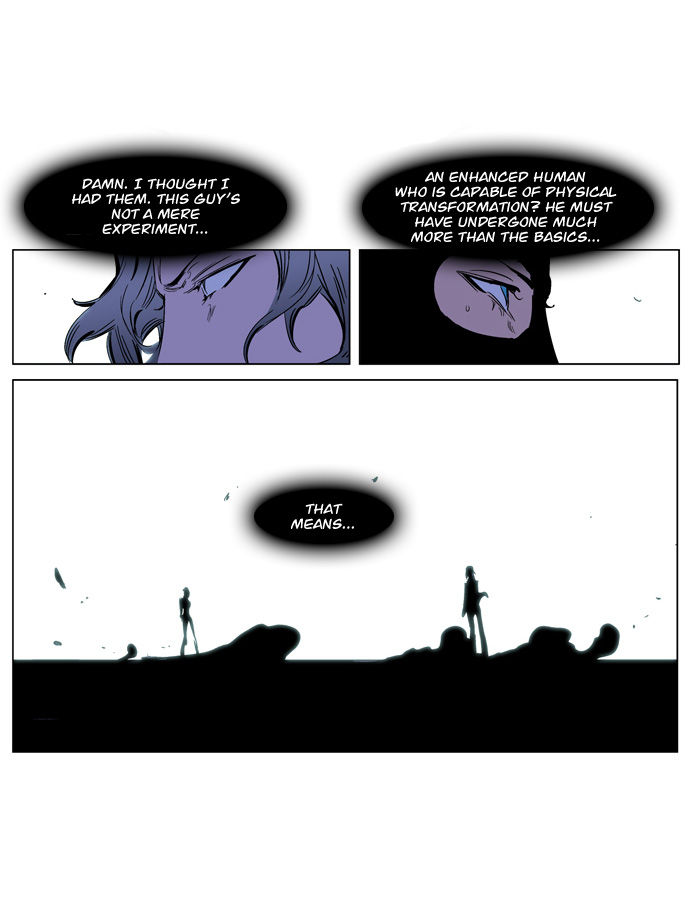 DAMN. I THOUGHT I
HAD THEM. THIS GUY'S
NOT A MERE
EXPERIMENT...
AN ENHANCED HUMAN
WHO IS CAPABLE OF PHYSICAL
TRANSFORMATION? HE MUST
HAVE UNDERGONE MUCH
MORE THAN THE BASICS...
THAT
MEANS...